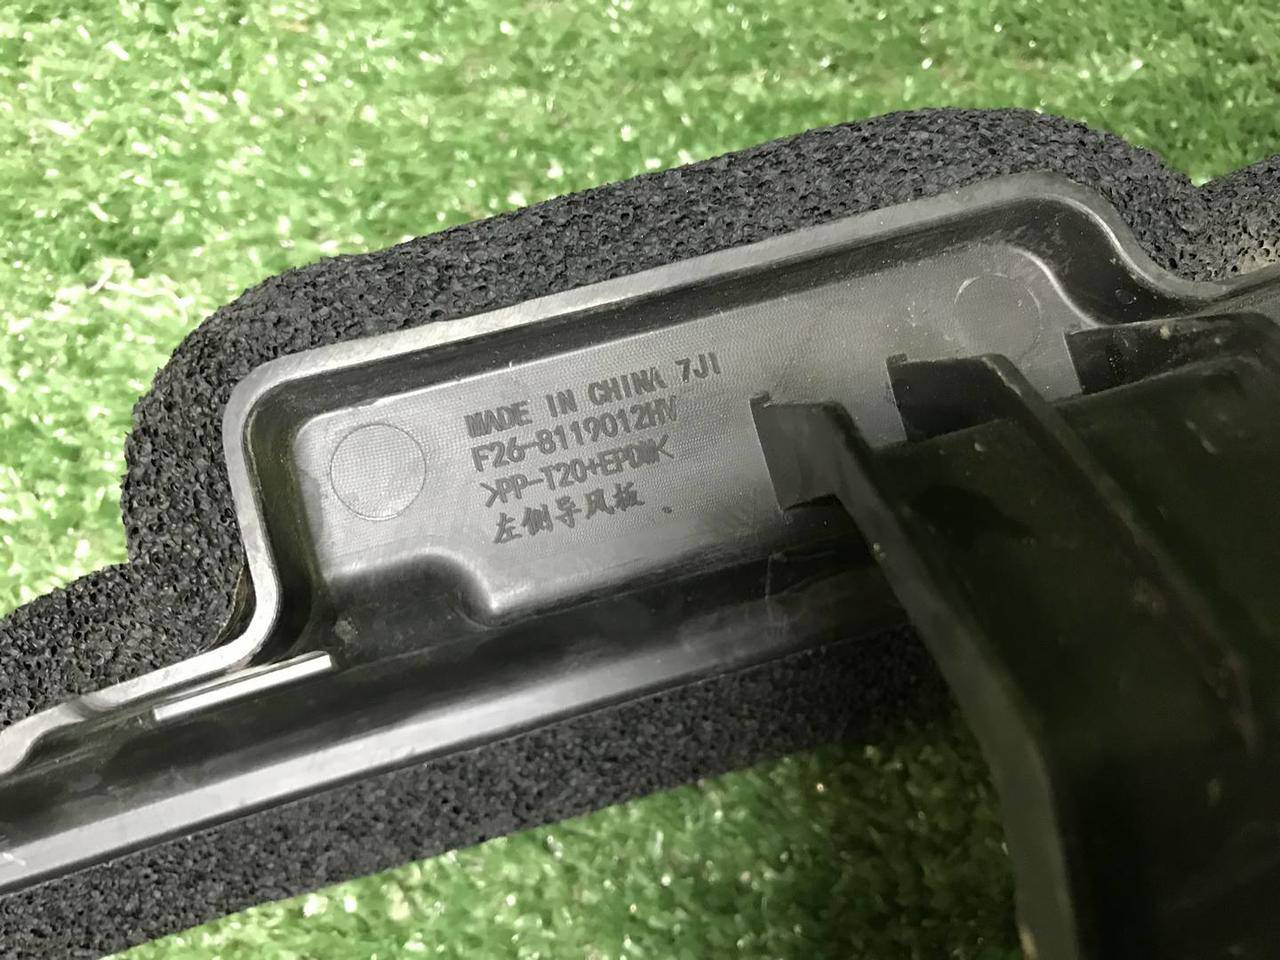 MADE IN CHINA 7JI
F26-8119012HV
>PP-T20+EPDM<
左侧导风板